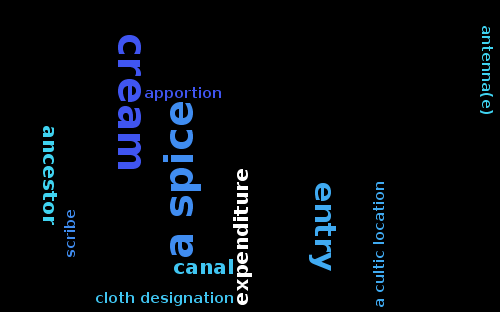 cream
antenna(e)
apportion
a spice
ancestor
expenditure
entry
a cultic location
scribe
canal
cloth designation